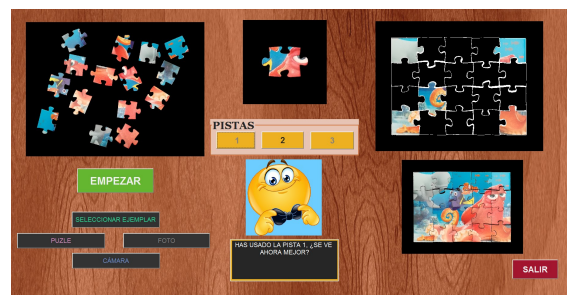 PISTAS
1 2 3
EMPEZAR
SELECCIONAR EJEMPLAR
PUZLE FOTO
CÁMARA
HAS USADO LA PISTA 1, ¿SE VE
AHORA MEJOR?
SALIR